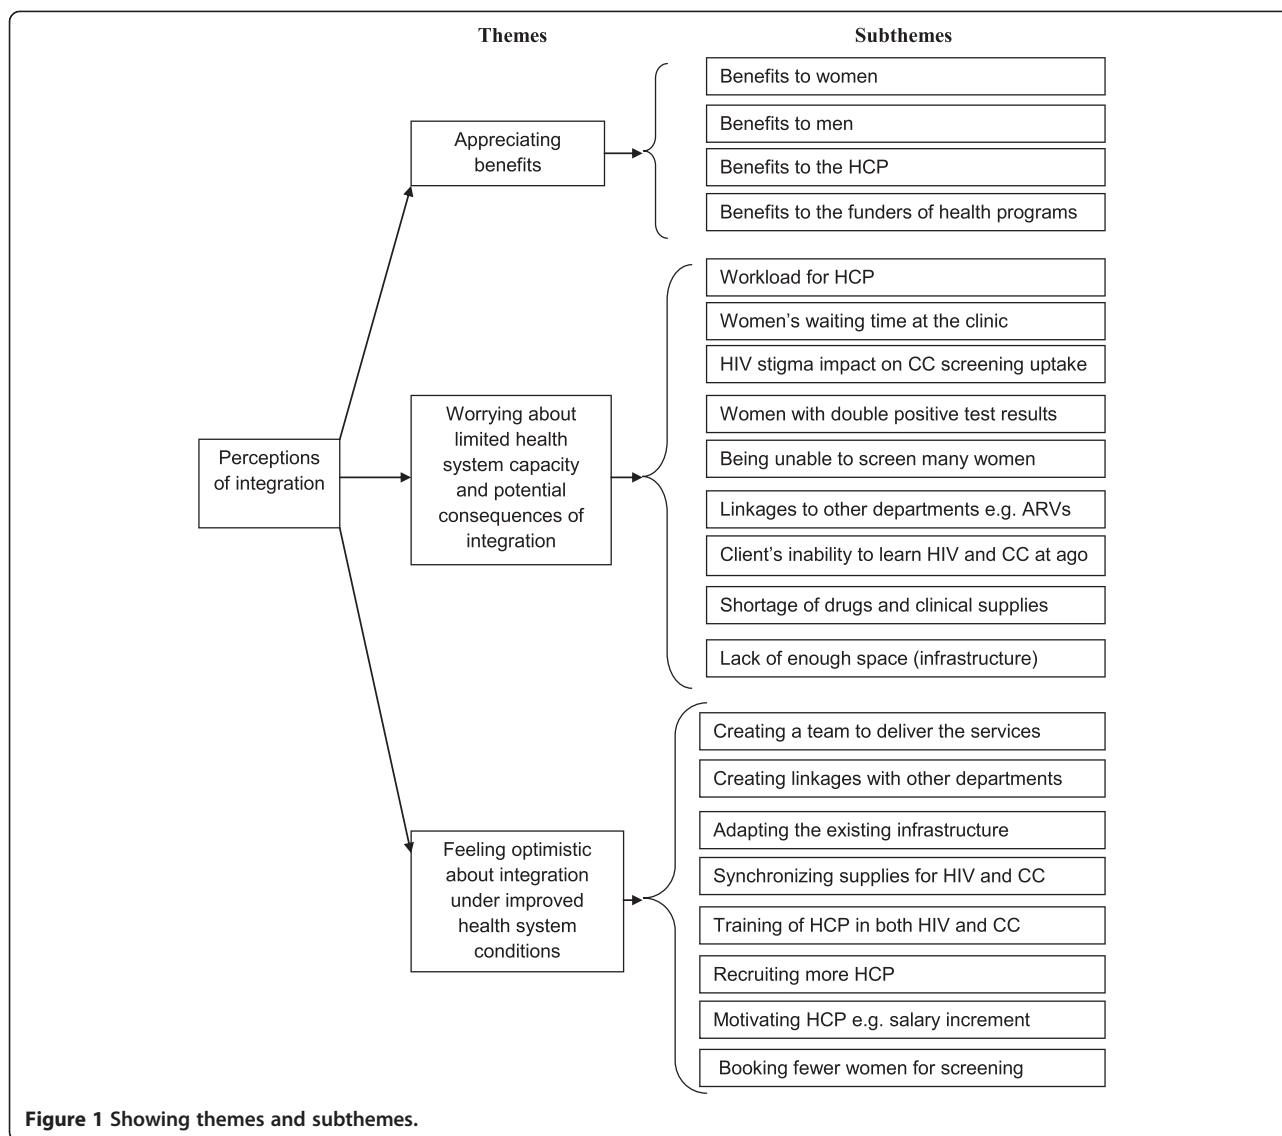 Themes
Subthemes
Perceptions
of integration
Appreciating
benefits
Benefits to women
Benefits to men
Benefits to the HCP
Benefits to the funders of health programs
Worrying about
limited health
system capacity
and potential
consequences of
integration
Workload for HCP
Women’s waiting time at the clinic
HIV stigma impact on CC screening uptake
Women with double positive test results
Being unable to screen many women
Linkages to other departments e.g. ARVs
Client’s inability to learn HIV and CC at ago
Shortage of drugs and clinical supplies
Lack of enough space (infrastructure)
Feeling optimistic
about integration
under improved
health system
conditions
Creating a team to deliver the services
Creating linkages with other departments
Adapting the existing infrastructure
Synchronizing supplies for HIV and CC
Training of HCP in both HIV and CC
Recruiting more HCP
Motivating HCP e.g. salary increment
Booking fewer women for screening
Figure 1 Showing themes and subthemes.